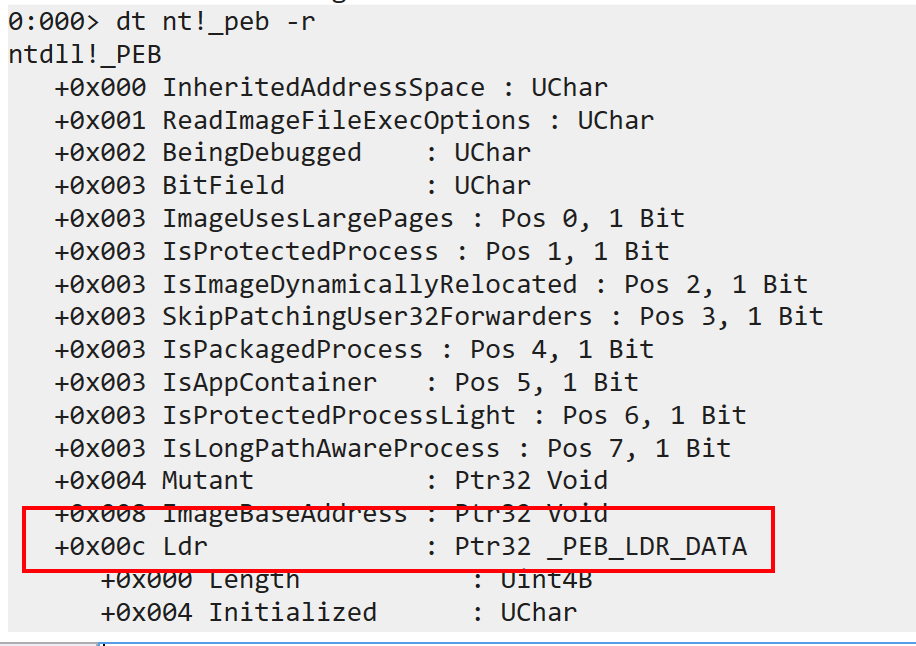 0:000> dt nt!_peb -r
ntdll!_PEB
+0x000 InheritedAddressSpace : UChar
+0x001 ReadImageFileExecOptions : UChar
+0x002 BeingDebugged : UChar
+0x003 BitField : UChar
+0x003 ImageUsesLargePages : Pos 0, 1 Bit
+0x003 IsProtectedProcess : Pos 1, 1 Bit
+0x003 IsImageDynamicallyRelocated : Pos 2, 1 Bit
+0x003 SkipPatchingUser32Forwarders : Pos 3, 1 Bit
+0x003 IsPackagedProcess : Pos 4, 1 Bit
+0x003 IsAppContainer : Pos 5, 1 Bit
+0x003 IsProtectedProcessLight : Pos 6, 1 Bit
+0x003 IsLongPathAwareProcess : Pos 7, 1 Bit
+0x004 Mutant : Ptr32 Void
+0x008 ImageBaseAddress : Ptr32 Void
+0x00c Ldr : Ptr32 _PEB_LDR_DATA
+0x000 Length : Uint4B
+0x004 Initialized : UChar